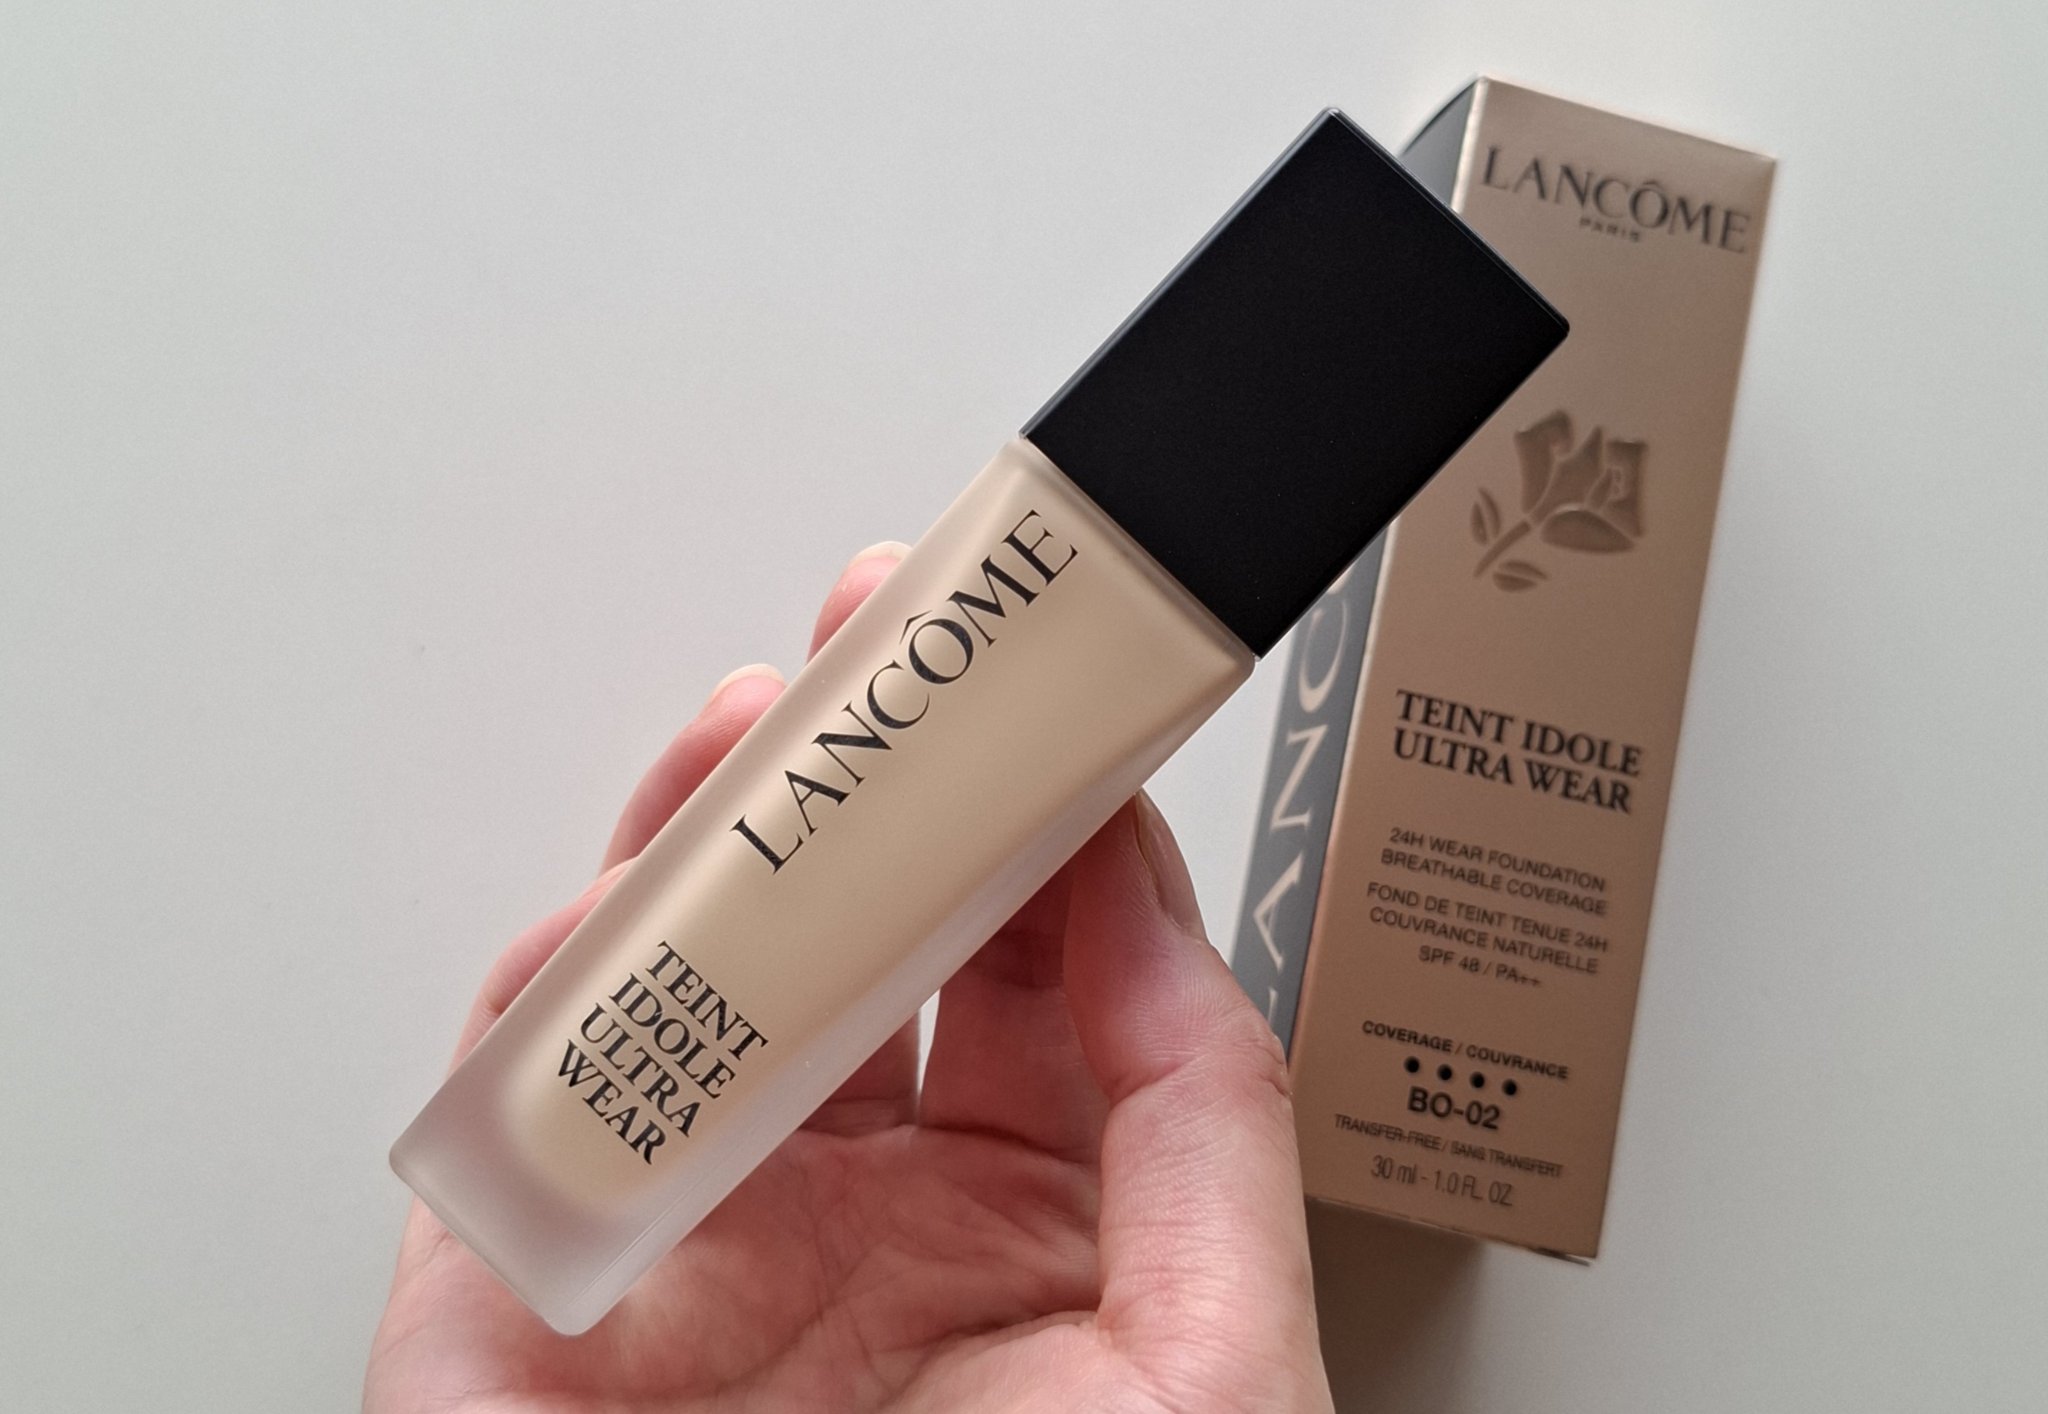 LANCÔME
TEINT
IDOLE
ULTRA
WEAR
LANCÔME
PARIS
TEINT IDOLE
ULTRA WEAR
24H WEAR FOUNDATION
BREATHABLE COVERAGE
FOND DE TEINT TENUE 24H
COUVRANCE NATURELLE
SPF 48 / PA++
COVERAGE / COUVRANCE
BO-02
TRANSFER-FREE / SANS TRANSFERT
30 ml - 1.0 FL. OZ
LANC